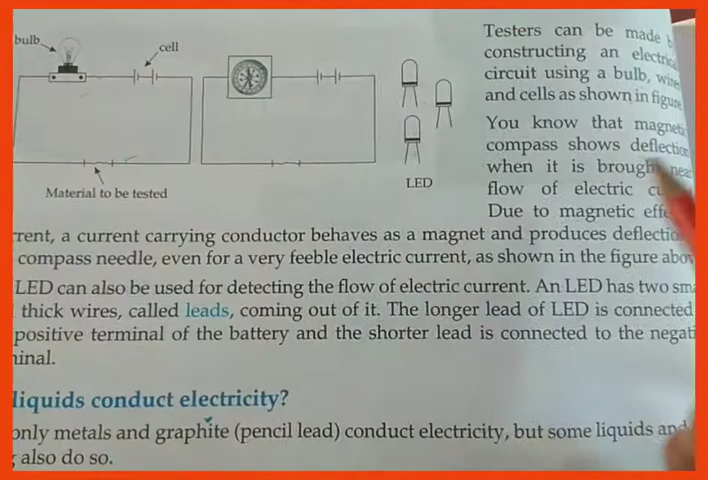 bulb
cell
Material to be tested
LED
Testers can be made
constructing an
circuit using a bulb,
and cells as shown in figure
You know that
compass shows
when it is
flow of electric
Due to magnetic
a current carrying conductor behaves as a magnet and produces
compass needle, even for a very feeble electric current, as shown in the figure
LED can also be used for detecting the flow of electric current. An LED has two
thick wires, called leads, coming out of it. The longer lead of LED is connected
positive terminal of the battery and the shorter lead is connected to the
liquids conduct electricity?
only metals and graphite (pencil lead) conduct electricity, but some liquids and
also do so.